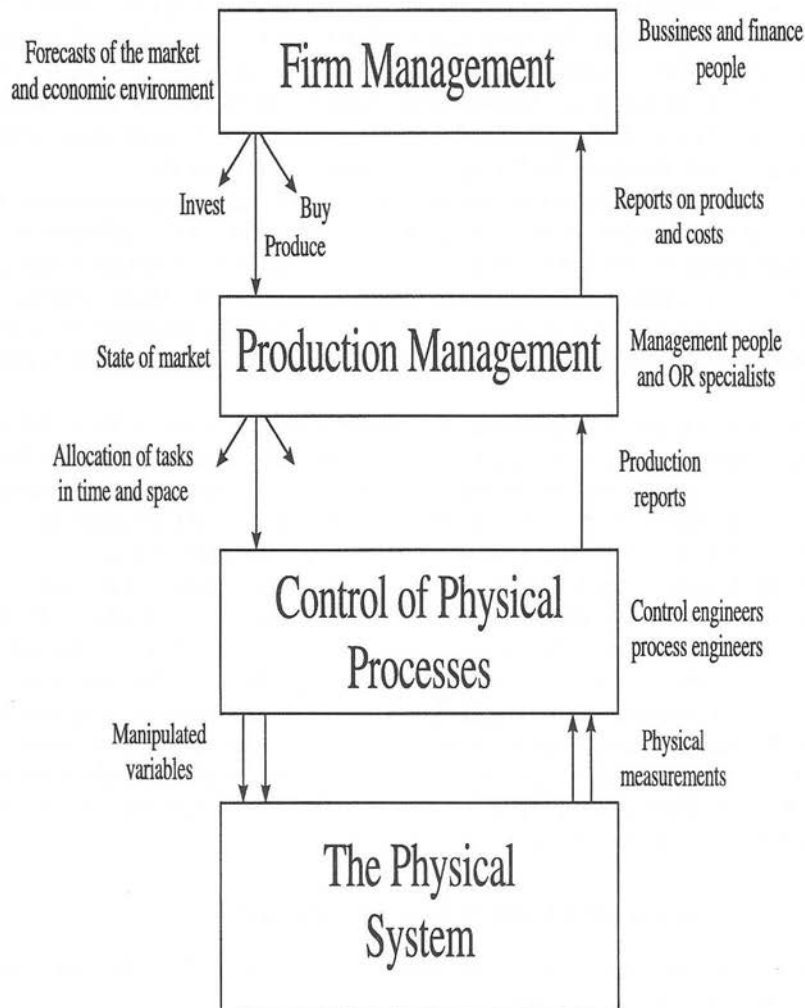 Forecasts of the market
and economic environment
Firm Management
Bussiness and finance
people
Invest
Buy
Produce
Reports on products
and costs
State of market
Production Management
Management people
and OR specialists
Allocation of tasks
in time and space
Production
reports
Control of Physical
Processes
Control engineers
process engineers
Manipulated
variables
Physical
measurements
The Physical
System